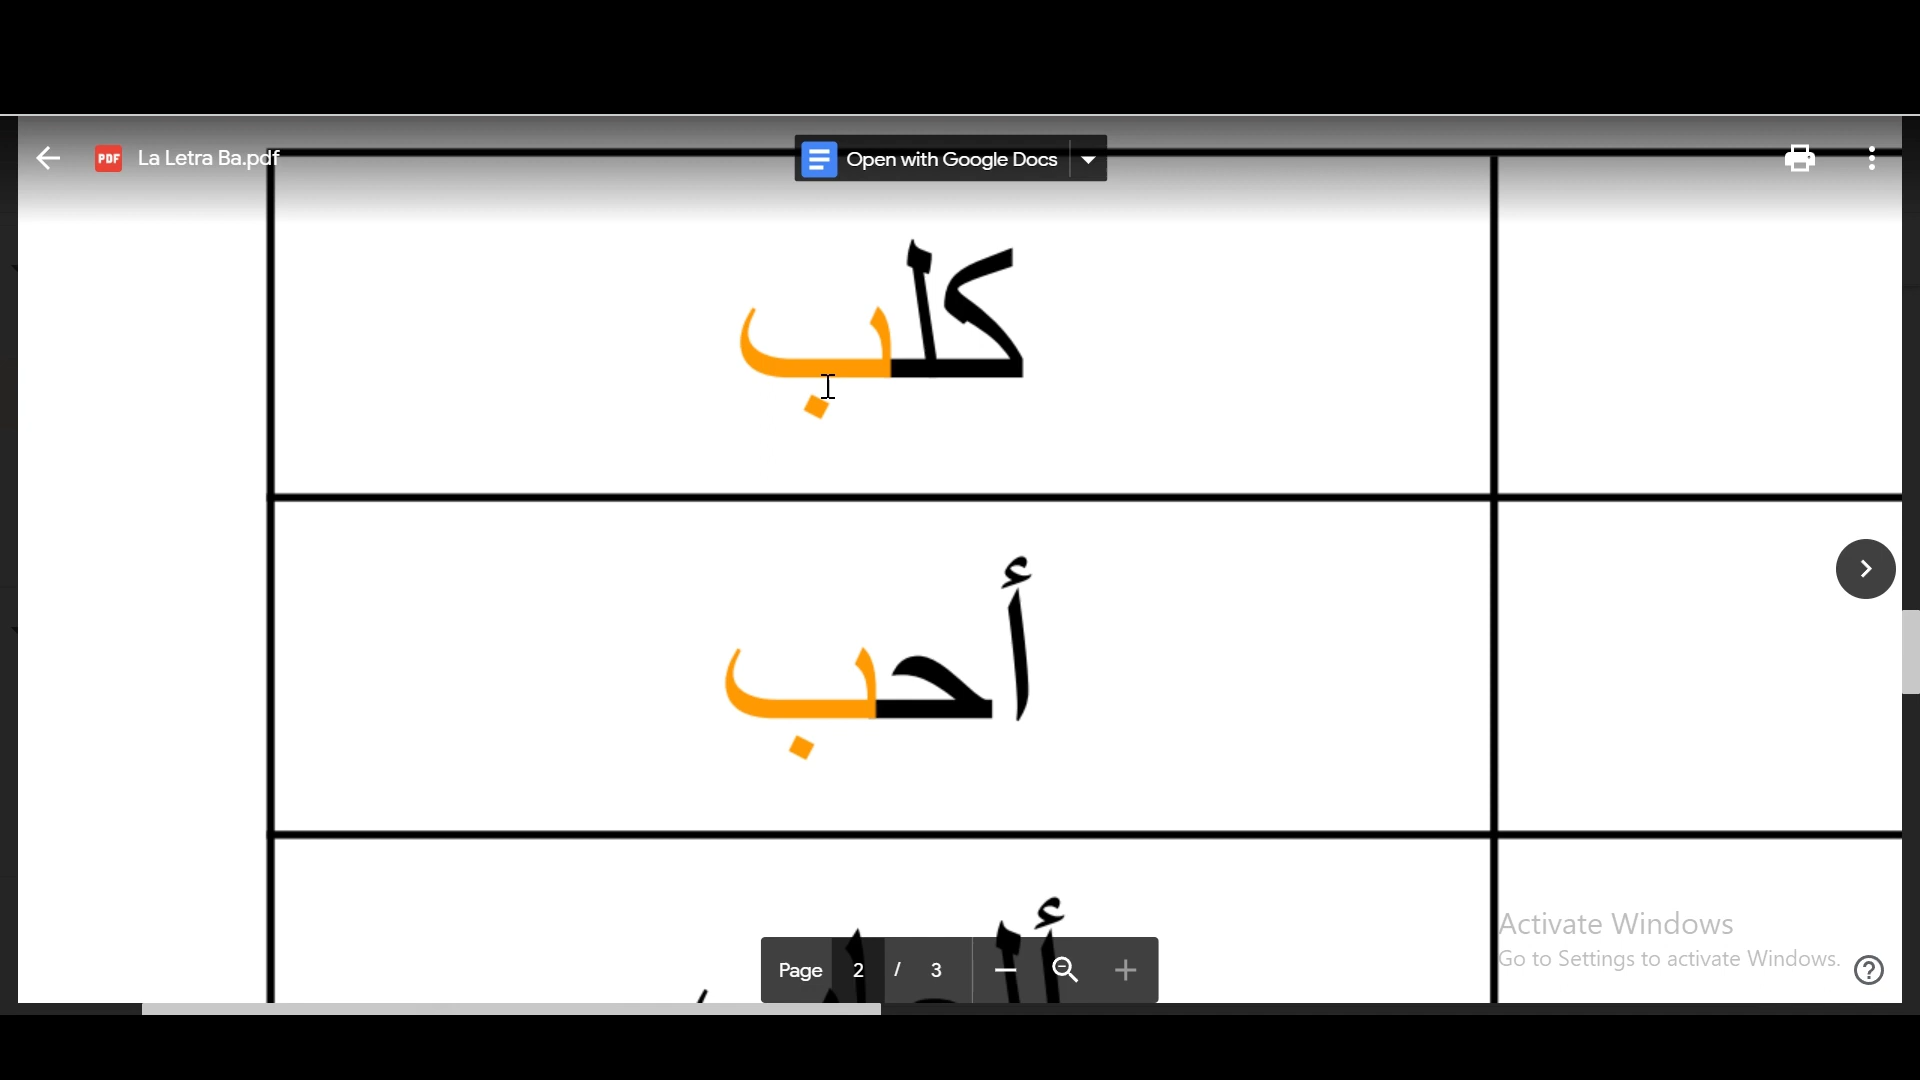 La Letra Ba.pdf
Open with Google Docs
كلب
أحب
Activate Windows
Go to Settings to activate Windows.
Page 2 / 3